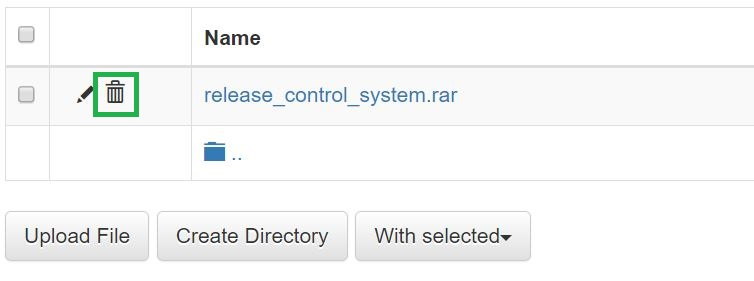 Name
release_control_system.rar
..
Upload File Create Directory With selected